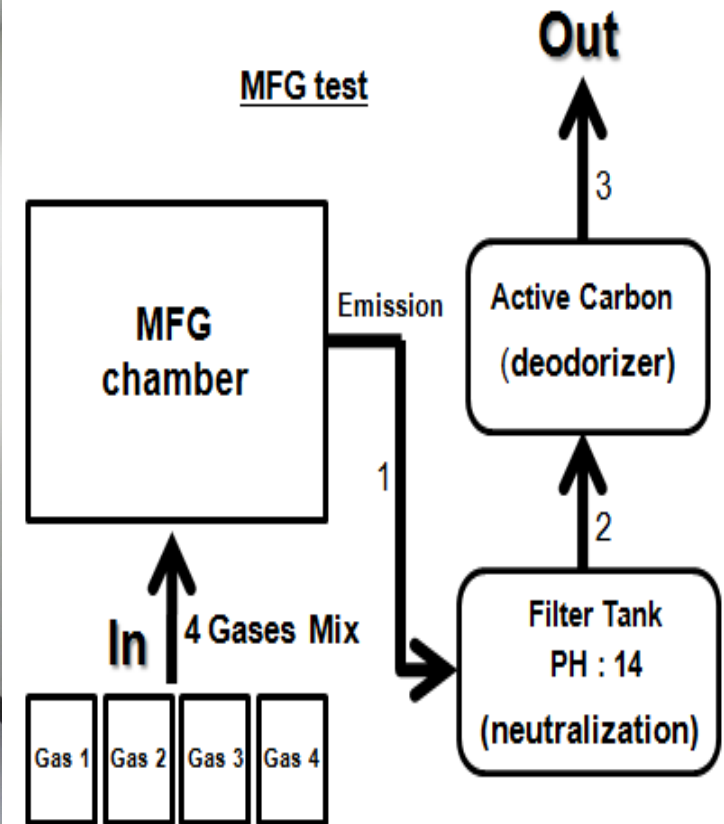 Out
MFG test
3
MFG
chamber
Emission
Active Carbon
(deodorizer)
1
2
In
4 Gases Mix
Filter Tank
PH : 14
(neutralization)
Gas 1
Gas 2
Gas 3
Gas 4